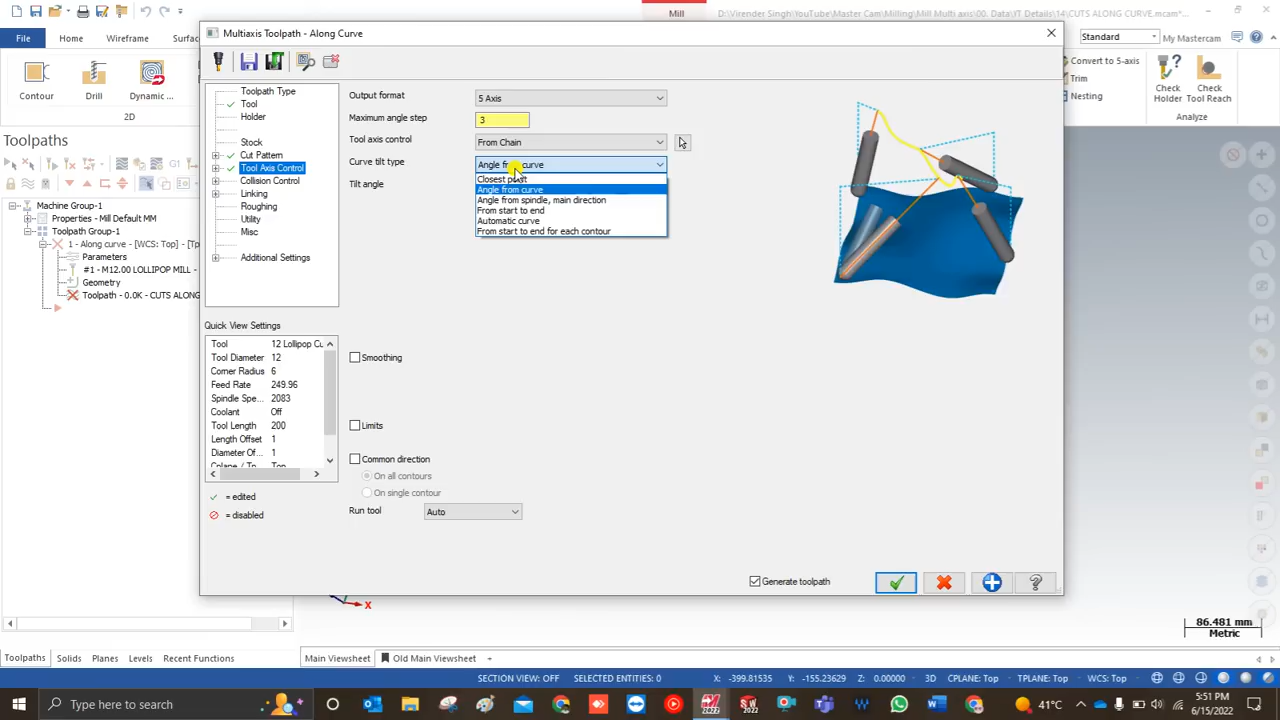 Mill
D:\Virender Singh\YouTube\Master Cam\Milling\Mill Multi axis\00. Data\IT Details\14\CUTS ALONG CURVE.mcam*
File
Home
Wireframe
Standard
My Mastercam
Contour
Drill
Dynamic ...
2D
Convert to 5-axis
Trim
Nesting
Check Holder
Check Tool Reach
Analyze
Toolpaths
Machine Group-1
Properties - Mill Default MM
Toolpath Group-1
1 - Along curve - [WCS: Top] - [Tp
Parameters
#1 - M12.00 LOLLIPOP MILL -
Geometry
Toolpath - 0.0K - CUTS ALONG
Multiaxis Toolpath - Along Curve
Toolpath Type
Tool
Holder
Stock
Cut Pattern
Tool Axis Control
Collision Control
Linking
Roughing
Utility
Misc
Additional Settings
Output format
5 Axis
Maximum angle step
3
Tool axis control
From Chain
Curve tilt type
Angle from curve
Tilt angle
Angle from curve
Angle from spindle, main direction
From start to end
Automatic curve
From start to end for each contour
Quick View Settings
Tool 12 Lollipop Cu
Tool Diameter 12
Corner Radius 6
Feed Rate 249.96
Spindle Spe... 2083
Coolant Off
Tool Length 200
Length Offset 1
Diameter Of... 1
Cplane / Tp... Top
= edited
= disabled
Smoothing
Limits
Common direction
On all contours
On single contour
Run tool
Auto
Generate toolpath
X
86.481 mm
Metric
Toolpaths
Solids
Planes
Levels
Recent Functions
Main Viewsheet
Old Main Viewsheet
+
SECTION VIEW: OFF
SELECTED ENTITIES: 0
X: -399.81535
Y: -155.23629
Z: 0.00000
3D
CPLANE: Top
TPLANE: Top
WCS: Top
Type here to search
41°C
5:51 PM
6/15/2022